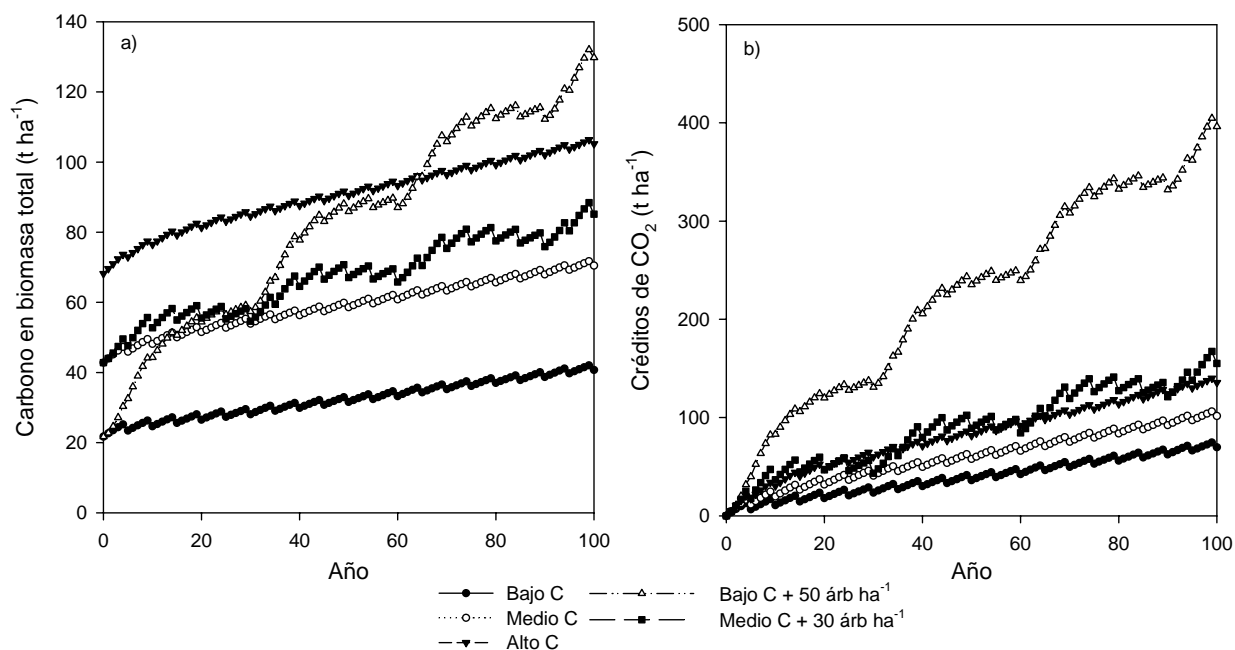 a)
Carbono en biomasa total (t ha⁻¹)
140
120
100
80
60
40
20
0
0 20 40 60 80 100
Año
b)
Créditos de CO₂ (t ha⁻¹)
500
400
300
200
100
0
0 20 40 60 80 100
Año
Bajo C
Medio C
Alto C
Bajo C + 50 árb ha⁻¹
Medio C + 30 árb ha⁻¹